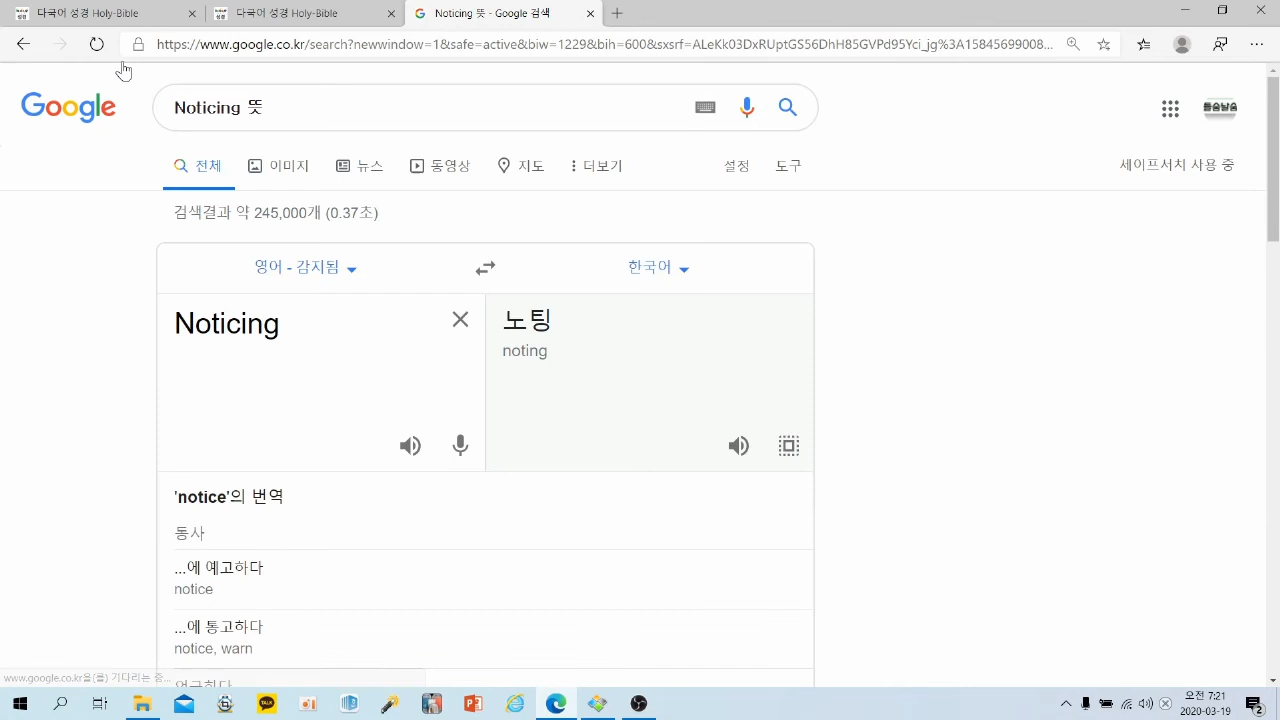 다국어 성경 Holy-Bible
다국어 성경 Holy-Bible
Noticing 뜻 - Google 검색
https://www.google.co.kr/search?newwindow=1&safe=active&biw=1229&bih=600&sxsrf=ALeKk03DxRUptGS56DhH85GVPd95Yci_jg%3A15845699008...
Google
Noticing 뜻
전체
이미지
뉴스
동영상
지도
더보기
설정
도구
세이프서치 사용 중
검색결과 약 245,000개 (0.37초)
영어 - 감지됨
한국어
Noticing
노팅
noting
'notice'의 번역
동사
...에 예고하다
notice
...에 통고하다
notice, warn
언급하다
www.google.co.kr을(를) 기다리는 중...
TALK
오전 7:21
2020-03-19
2